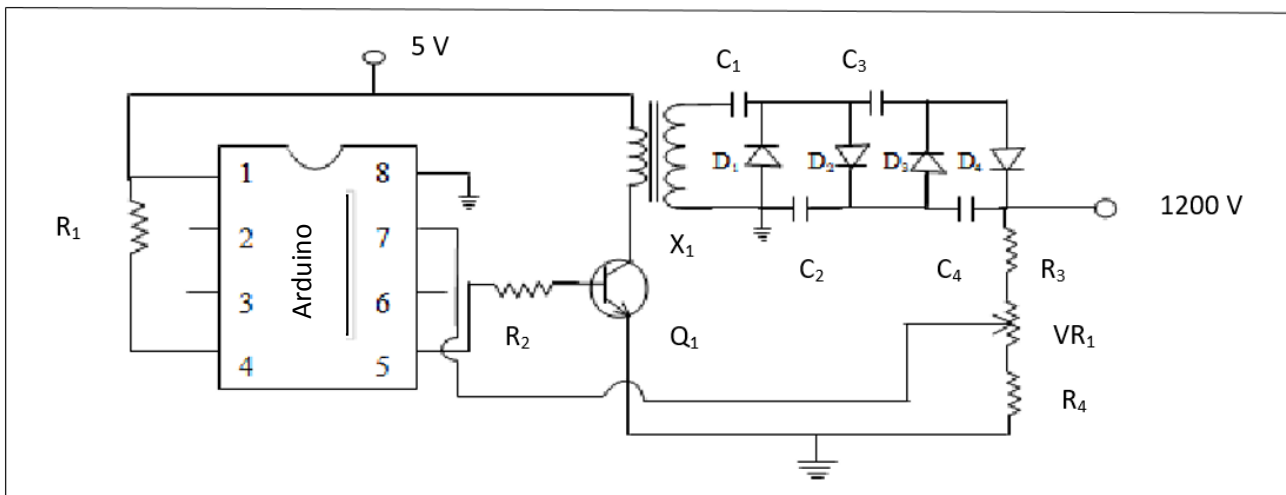 5 V
C₁ C₃
1 8
D₁ D₂ D₃ D₄
1200 V
R₁
2 7
Arduino
X₁
C₂ C₄ R₃
3 6
R₂ Q₁ VR₁
4 5
R₄